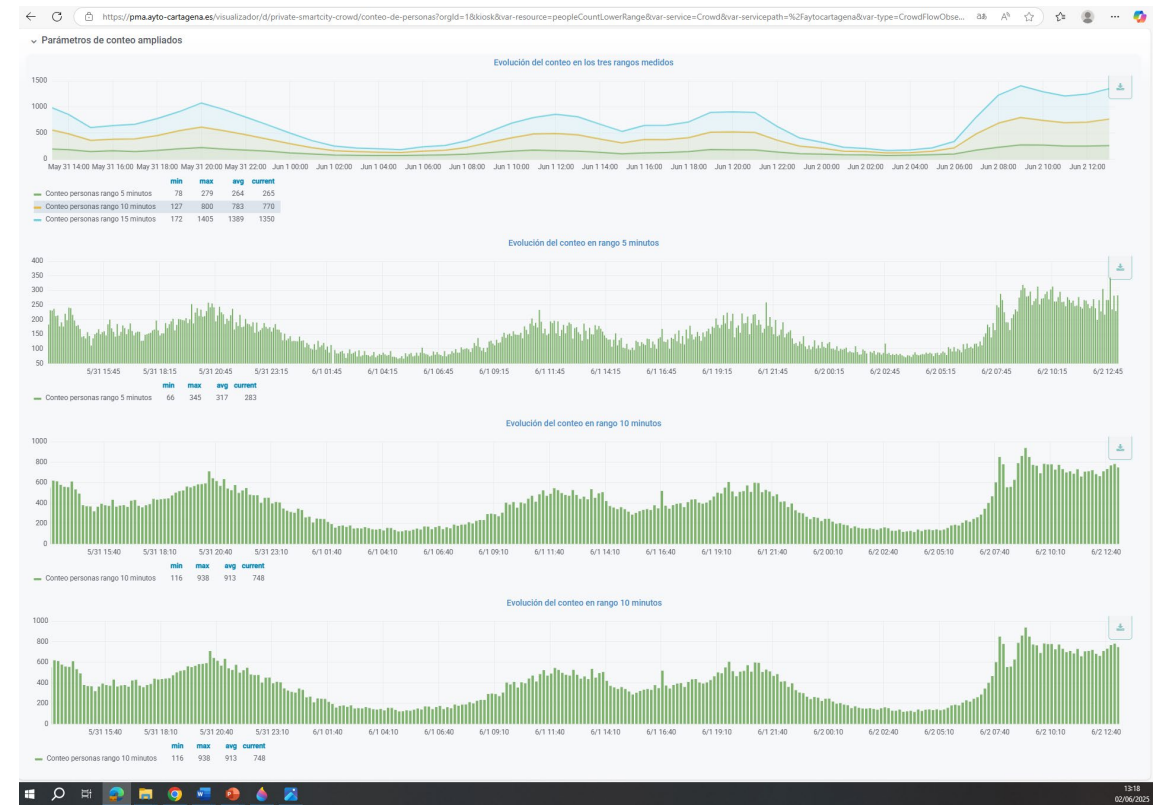 https://pma.ayto-cartagena.es/visualizador/d/private-smartcity-crowd/conteo-de-personas?orgId=1&kiosk&var-resource=peopleCountLowerRange&var-service=Crowd&var-servicepath=%2Faytocartagena&var-type=CrowdFlowObse...
Parámetros de conteo ampliados
Evolución del conteo en los tres rangos medidos
1500
1000
500
0
May 31 14:00 May 31 16:00 May 31 18:00 May 31 20:00 May 31 22:00 Jun 1 00:00 Jun 1 02:00 Jun 1 04:00 Jun 1 06:00 Jun 1 08:00 Jun 1 10:00 Jun 1 12:00 Jun 1 14:00 Jun 1 16:00 Jun 1 18:00 Jun 1 20:00 Jun 1 22:00 Jun 2 00:00 Jun 2 02:00 Jun 2 04:00 Jun 2 06:00 Jun 2 08:00 Jun 2 10:00 Jun 2 12:00
min max avg current
Conteo personas rango 5 minutos 78 279 264 265
Conteo personas rango 10 minutos 127 800 783 770
Conteo personas rango 15 minutos 172 1405 1389 1350
Evolución del conteo en rango 5 minutos
400
350
300
250
200
150
100
50
5/31 15:45 5/31 18:15 5/31 20:45 5/31 23:15 6/1 01:45 6/1 04:15 6/1 06:45 6/1 09:15 6/1 11:45 6/1 14:15 6/1 16:45 6/1 19:15 6/1 21:45 6/2 00:15 6/2 02:45 6/2 05:15 6/2 07:45 6/2 10:15 6/2 12:45
min max avg current
Conteo personas rango 5 minutos 66 345 317 283
Evolución del conteo en rango 10 minutos
1000
800
600
400
200
0
5/31 15:40 5/31 18:10 5/31 20:40 5/31 23:10 6/1 01:40 6/1 04:10 6/1 06:40 6/1 09:10 6/1 11:40 6/1 14:10 6/1 16:40 6/1 19:10 6/1 21:40 6/2 00:10 6/2 02:40 6/2 05:10 6/2 07:40 6/2 10:10 6/2 12:40
min max avg current
Conteo personas rango 10 minutos 116 938 913 748
Evolución del conteo en rango 10 minutos
1000
800
600
400
200
0
5/31 15:40 5/31 18:10 5/31 20:40 5/31 23:10 6/1 01:40 6/1 04:10 6/1 06:40 6/1 09:10 6/1 11:40 6/1 14:10 6/1 16:40 6/1 19:10 6/1 21:40 6/2 00:10 6/2 02:40 6/2 05:10 6/2 07:40 6/2 10:10 6/2 12:40
min max avg current
Conteo personas rango 10 minutos 116 938 913 748
13:18
02/06/2025